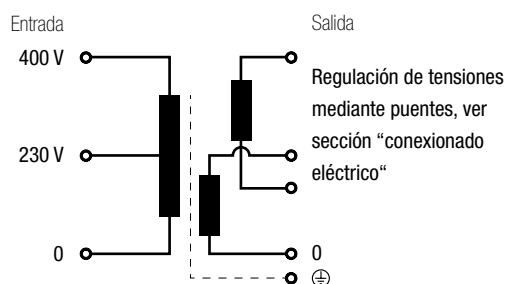 Entrada
Salida
400 V
Regulación de tensiones
mediante puentes, ver
sección “conexionado
eléctrico“
230 V
0
0